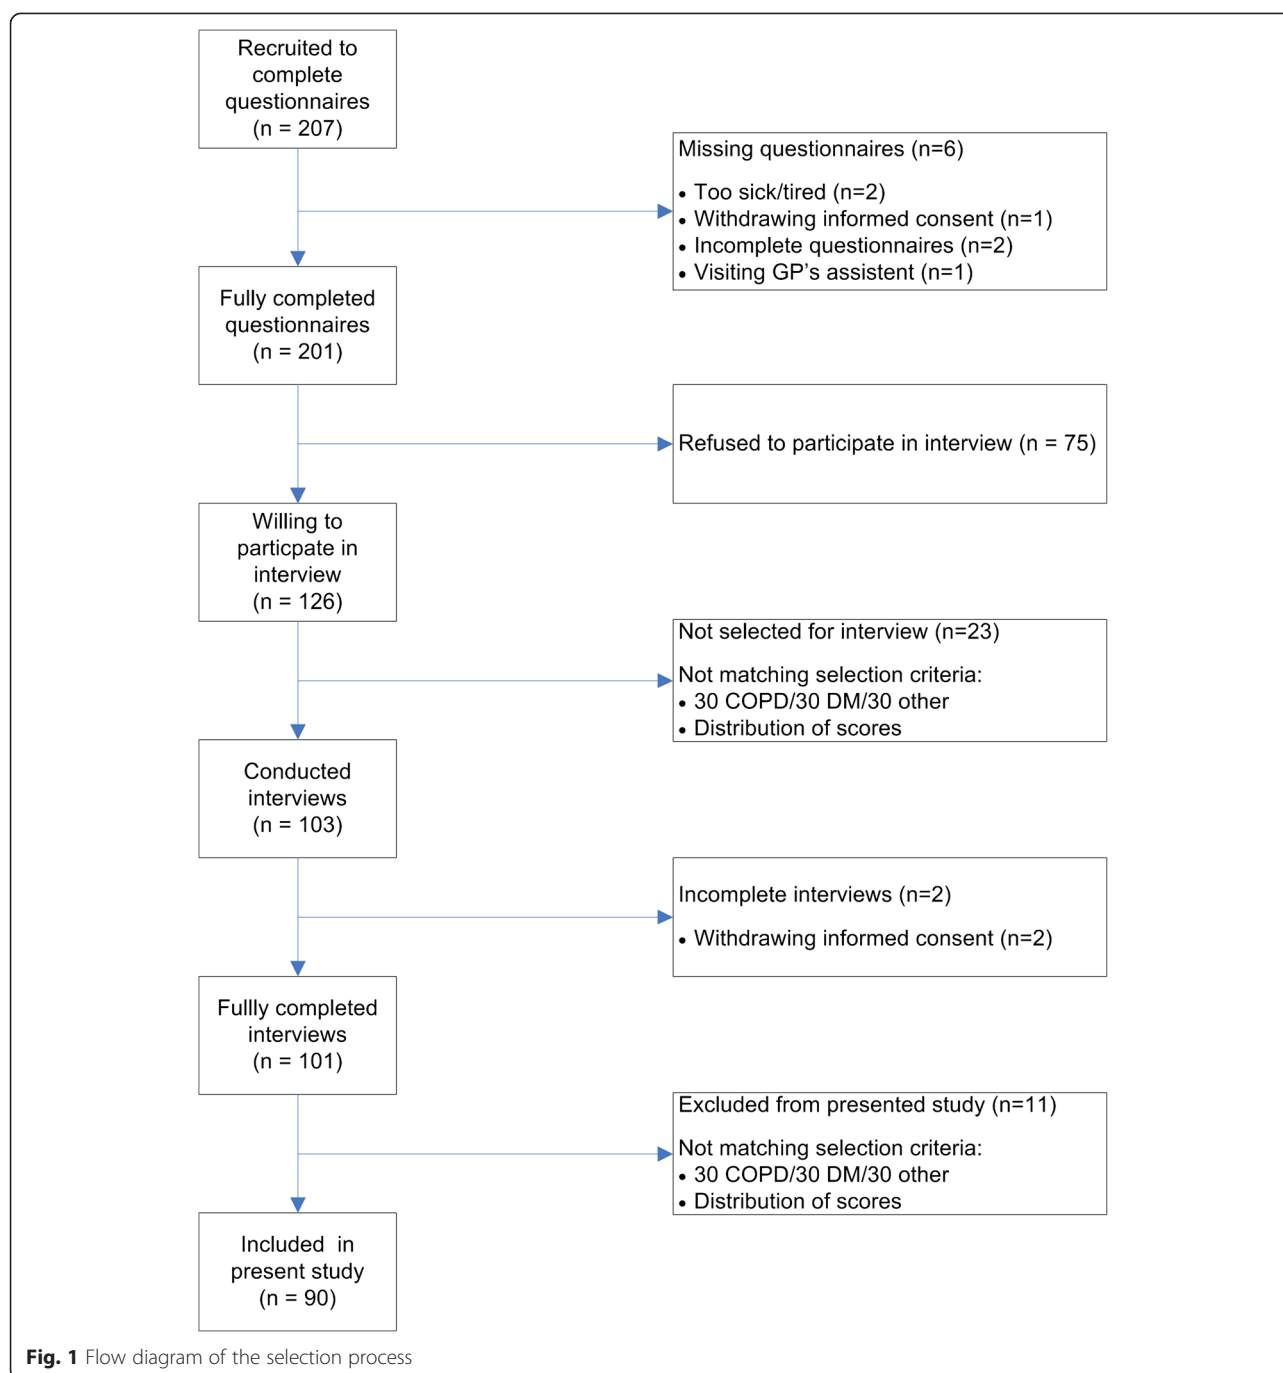 Recruited to
complete
questionnaires
(n = 207)
Missing questionnaires (n=6)
• Too sick/tired (n=2)
• Withdrawing informed consent (n=1)
• Incomplete questionnaires (n=2)
• Visiting GP's assistent (n=1)
Fully completed
questionnaires
(n = 201)
Refused to participate in interview (n = 75)
Willing to
particpate in
interview
(n = 126)
Not selected for interview (n=23)
Not matching selection criteria:
• 30 COPD/30 DM/30 other
• Distribution of scores
Conducted
interviews
(n = 103)
Incomplete interviews (n=2)
• Withdrawing informed consent (n=2)
Fullly completed
interviews
(n = 101)
Excluded from presented study (n=11)
Not matching selection criteria:
• 30 COPD/30 DM/30 other
• Distribution of scores
Included in
present study
(n = 90)
Fig. 1 Flow diagram of the selection process